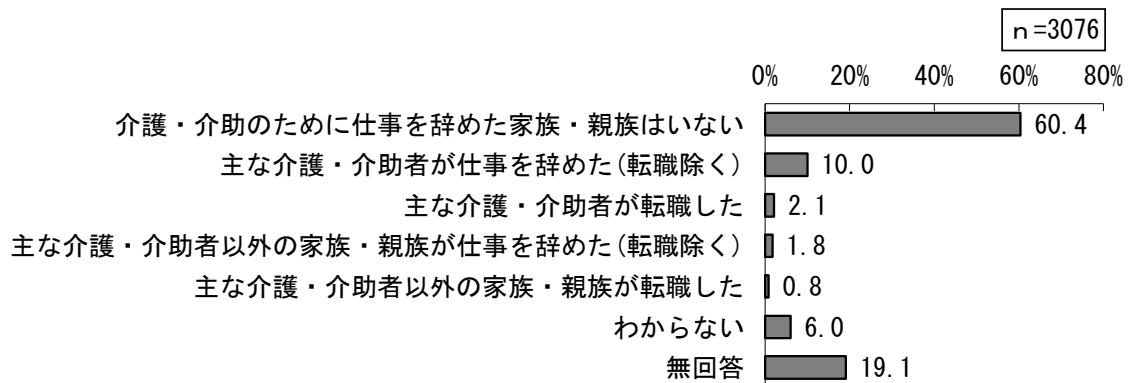 ｎ=3076
0% 20% 40% 60% 80%
介護・介助のために仕事を辞めた家族・親族はいない 60.4
主な介護・介助者が仕事を辞めた(転職除く) 10.0
主な介護・介助者が転職した 2.1
主な介護・介助者以外の家族・親族が仕事を辞めた(転職除く) 1.8
主な介護・介助者以外の家族・親族が転職した 0.8
わからない 6.0
無回答 19.1